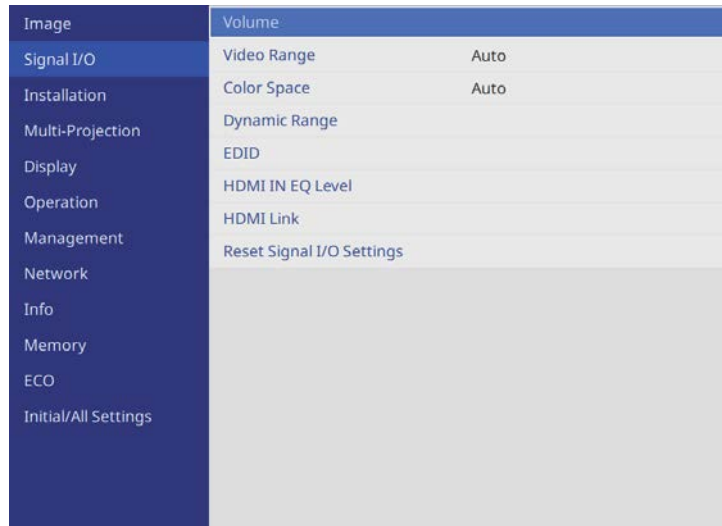 Image
Signal I/O
Installation
Multi-Projection
Display
Operation
Management
Network
Info
Memory
ECO
Initial/All Settings
Volume
Video Range Auto
Color Space Auto
Dynamic Range
EDID
HDMI IN EQ Level
HDMI Link
Reset Signal I/O Settings